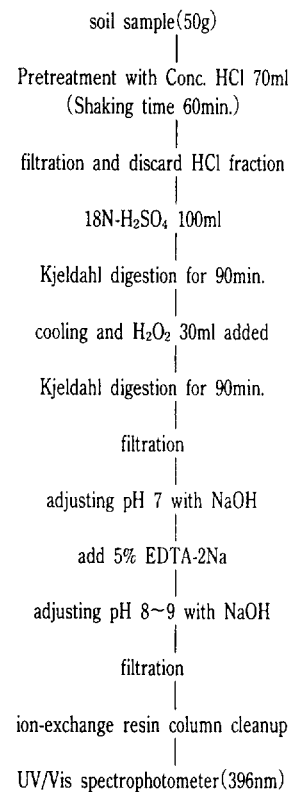 soil sample(50g)
Pretreatment with Conc. HCl 70ml
(Shaking time 60min.)
filtration and discard HCl fraction
18N-H₂SO₄ 100ml
Kjeldahl digestion for 90min.
cooling and H₂O₂ 30ml added
Kjeldahl digestion for 90min.
filtration
adjusting pH 7 with NaOH
add 5% EDTA-2Na
adjusting pH 8~9 with NaOH
filtration
ion-exchange resin column cleanup
UV/Vis spectrophotometer(396nm)